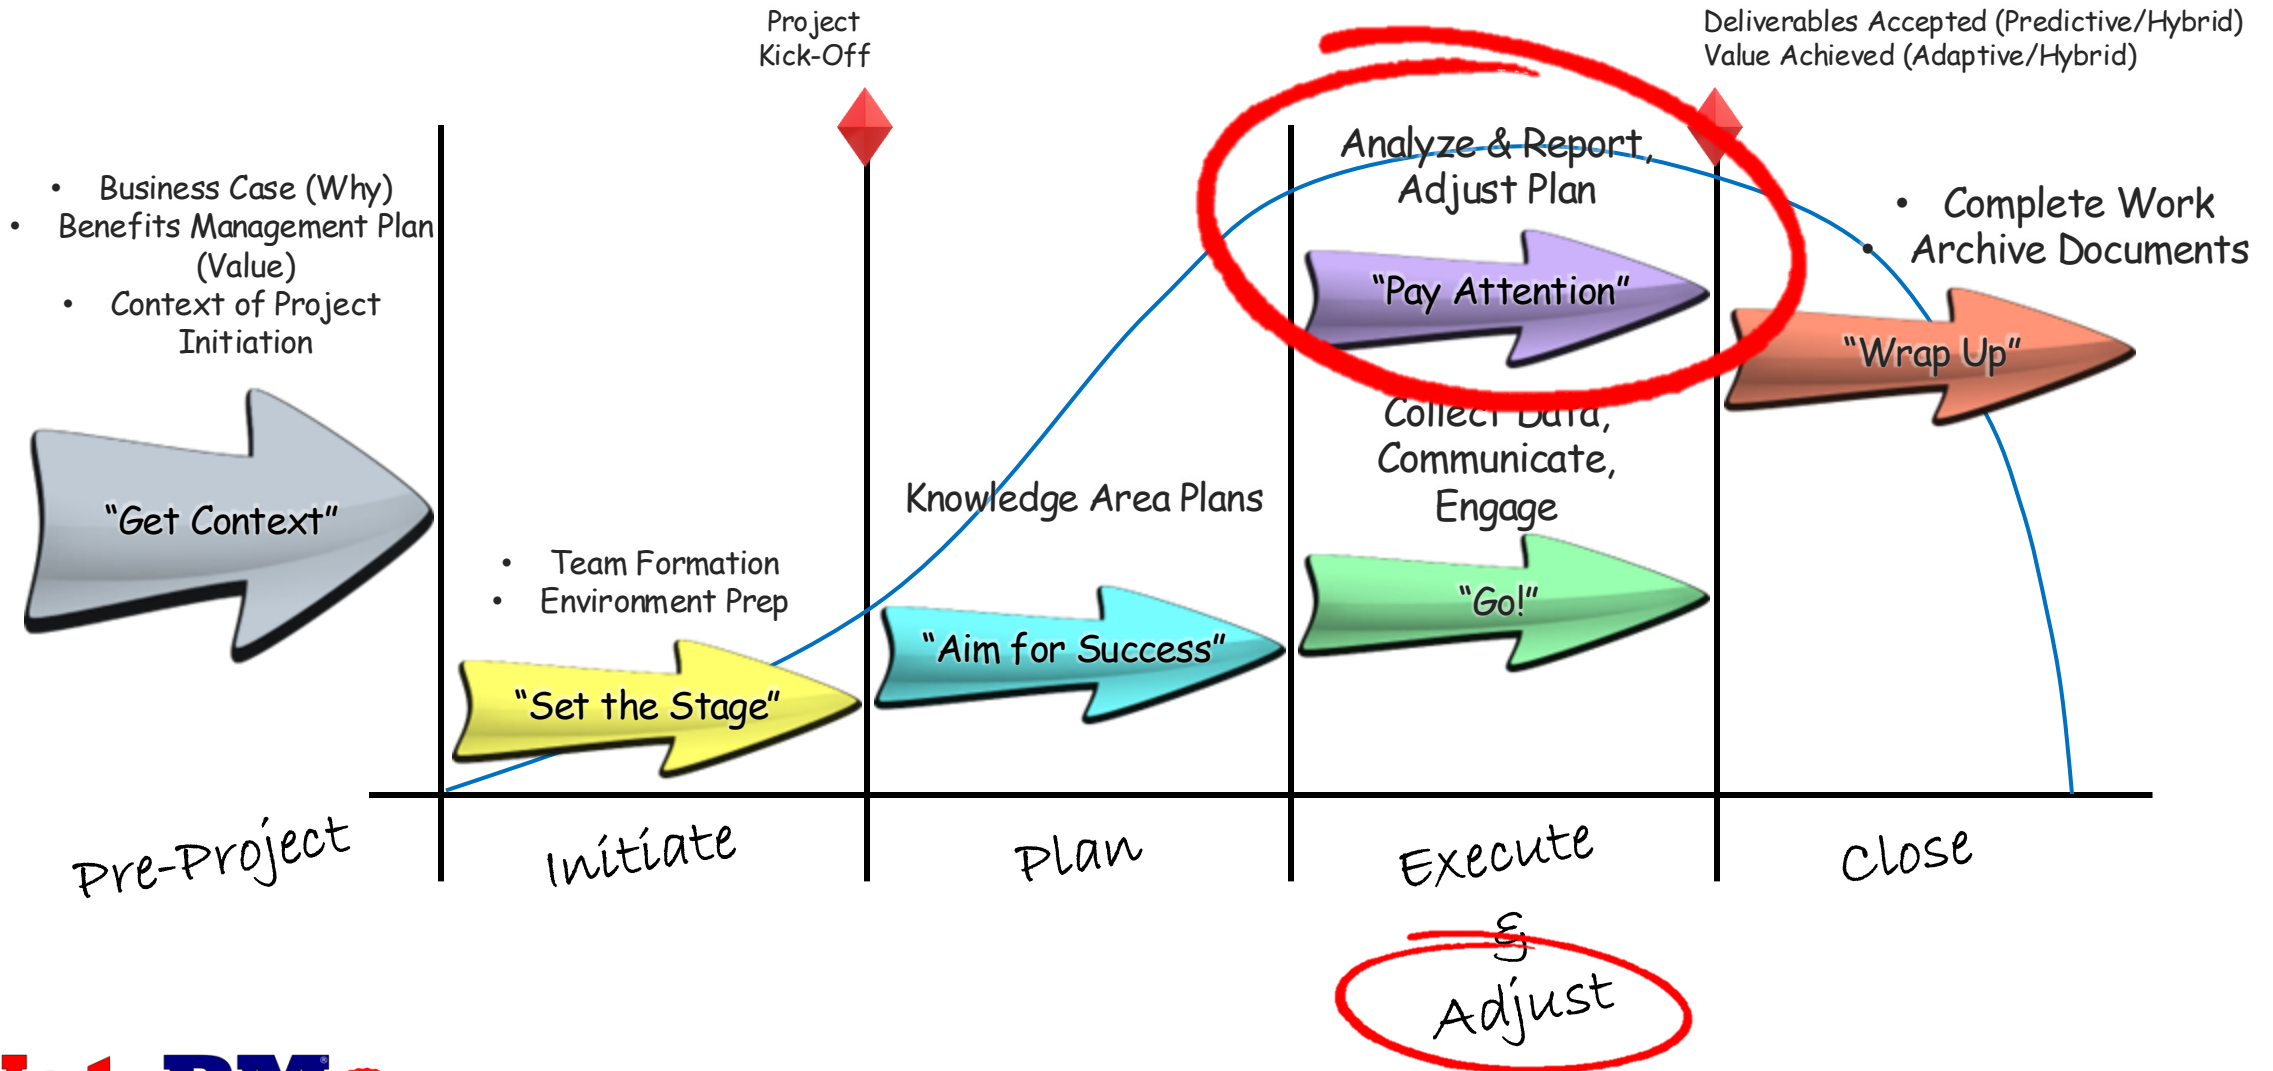 Project
Kick-Off
Deliverables Accepted (Predictive/Hybrid)
Value Achieved (Adaptive/Hybrid)
• Business Case (Why)
• Benefits Management Plan
(Value)
• Context of Project
Initiation
"Get Context"
• Team Formation
• Environment Prep
"Set the Stage"
Knowledge Area Plans
"Aim for Success"
Analyze & Report,
Adjust Plan
"Pay Attention"
Collect Data,
Communicate,
Engage
"Go!"
• Complete Work
• Archive Documents
"Wrap Up"
Pre-Project
Initiate
Plan
Execute
&
Adjust
Close